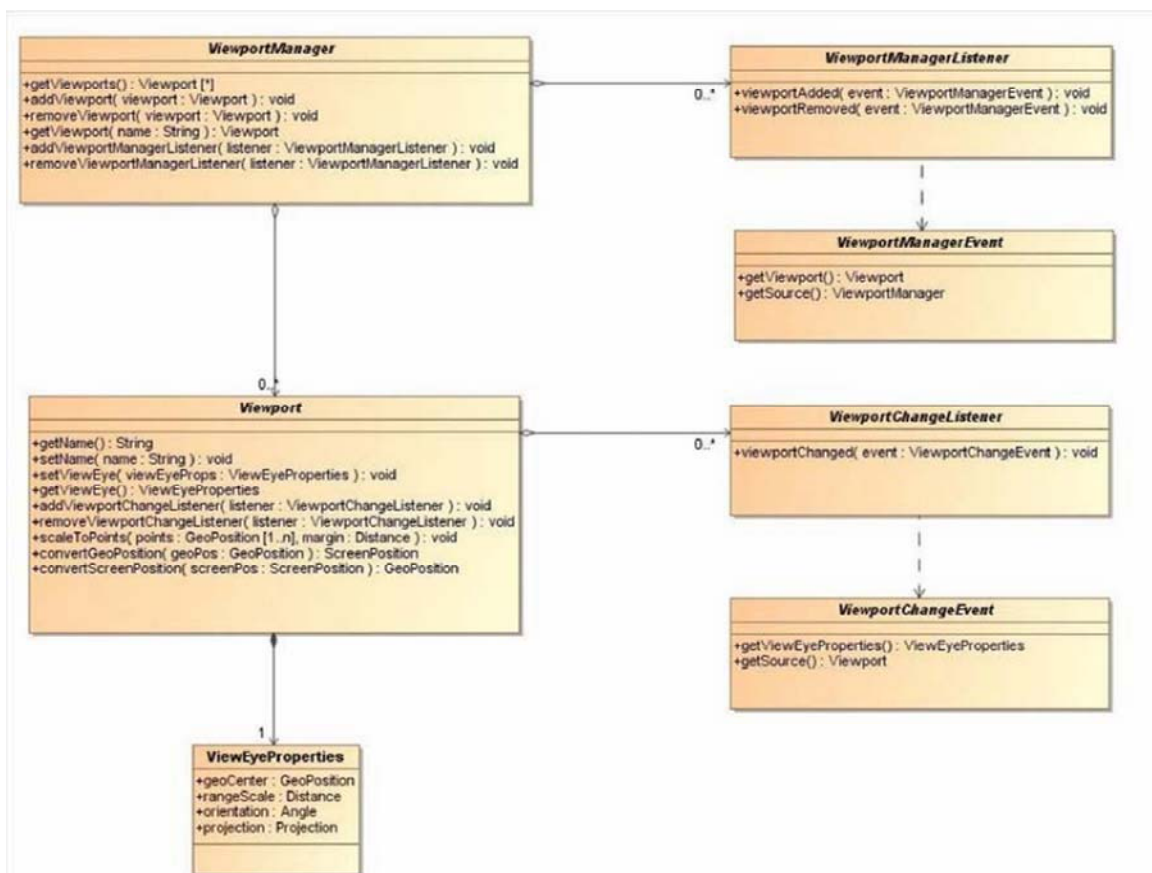 ViewportManager
+getViewports() : Viewport [*]
+addViewport( viewport : Viewport ) : void
+removeViewport( viewport : Viewport ) : void
+getViewport( name : String ) : Viewport
+addViewportManagerListener( listener : ViewportManagerListener ) : void
+removeViewportManagerListener( listener : ViewportManagerListener ) : void
0..*
ViewportManagerListener
+viewportAdded( event : ViewportManagerEvent ) : void
+viewportRemoved( event : ViewportManagerEvent ) : void
ViewportManagerEvent
+getViewport() : Viewport
+getSource() : ViewportManager
0..*
Viewport
+getName() : String
+setName( name : String ) : void
+setViewEye( viewEyeProps : ViewEyeProperties ) : void
+getViewEye() : ViewEyeProperties
+addViewportChangeListener( listener : ViewportChangeListener ) : void
+removeViewportChangeListener( listener : ViewportChangeListener ) : void
+scaleToPoints( points : GeoPosition [1..n], margin : Distance ) : void
+convertGeoPosition( geoPos : GeoPosition ) : ScreenPosition
+convertScreenPosition( screenPos : ScreenPosition ) : GeoPosition
0..*
ViewportChangeListener
+viewportChanged( event : ViewportChangeEvent ) : void
ViewportChangeEvent
+getViewEyeProperties() : ViewEyeProperties
+getSource() : Viewport
1
ViewEyeProperties
+geoCenter : GeoPosition
+rangeScale : Distance
+orientation : Angle
+projection : Projection